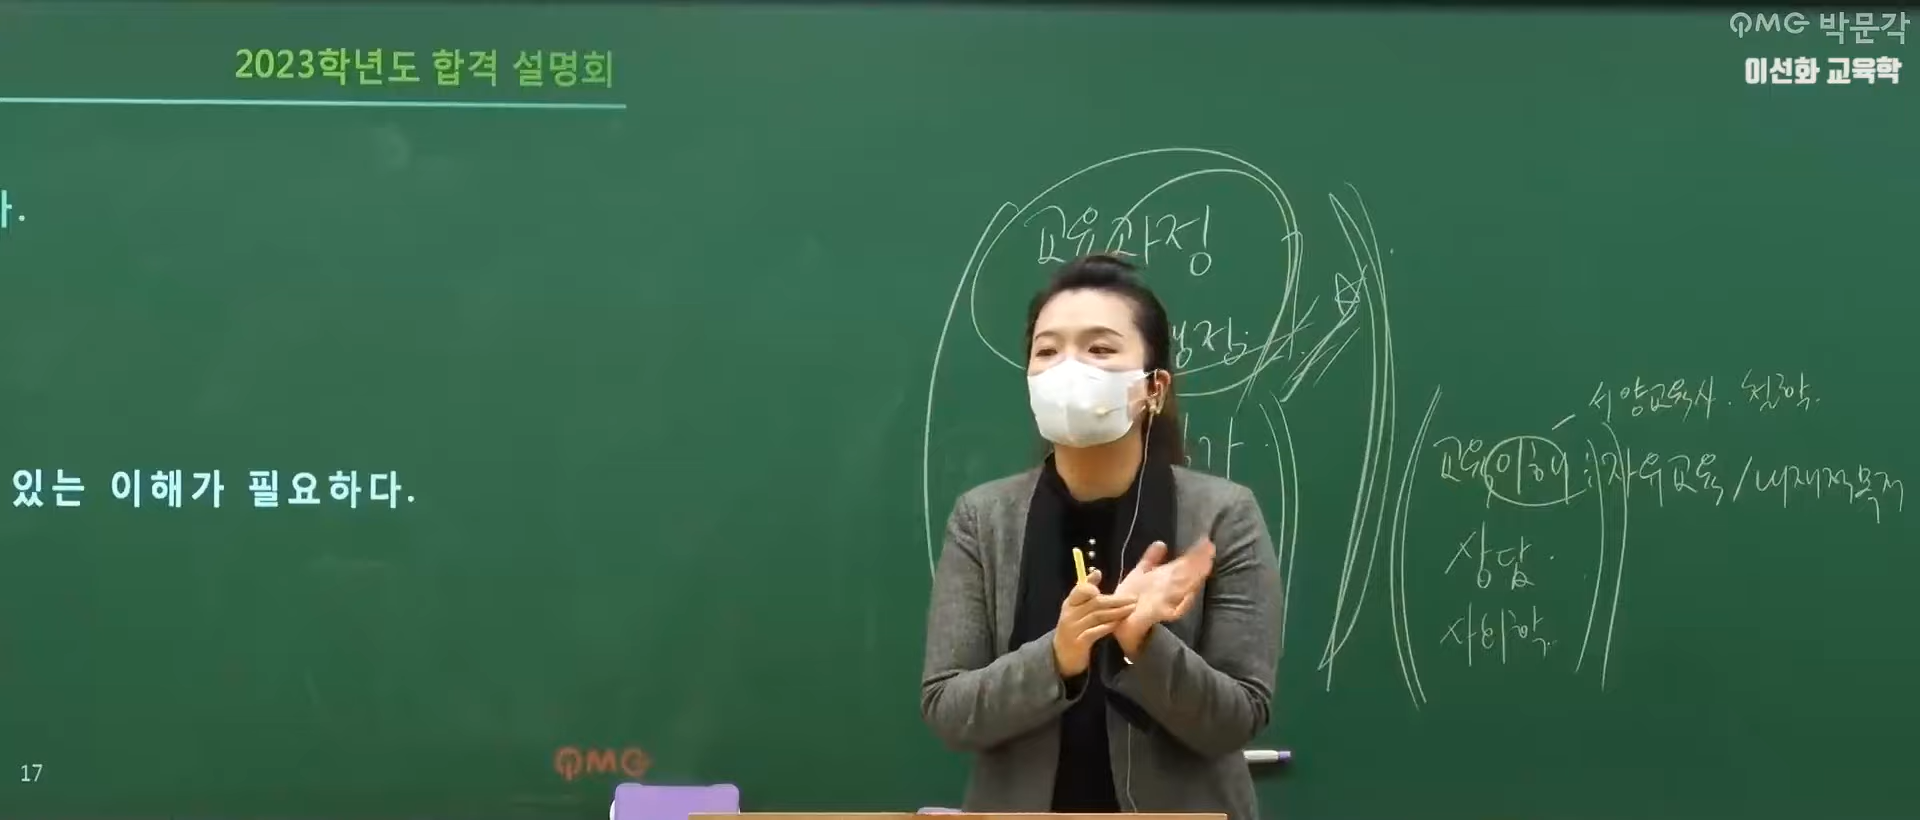 PMG 박문각
이선화 교육학
2023학년도 합격 설명회
있는 이해가 필요하다.
교육과정
서양교육사. 철학.
교육이해 : 자유교육 / 내재적목적
상담.
사회학.
PMG
17